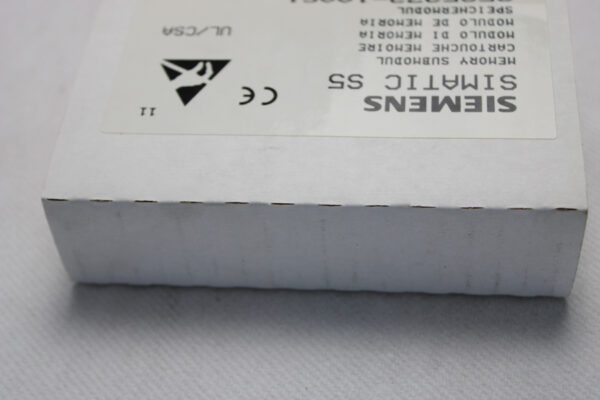 SIEMENS
SIMATIC S5
MEMORY SUBMODUL
CARTOUCHE MEMOIRE
MODULO DI MEMORIA
MODULO DE MEMORIA
SPEICHERMODUL
11
CE
UL/CSA